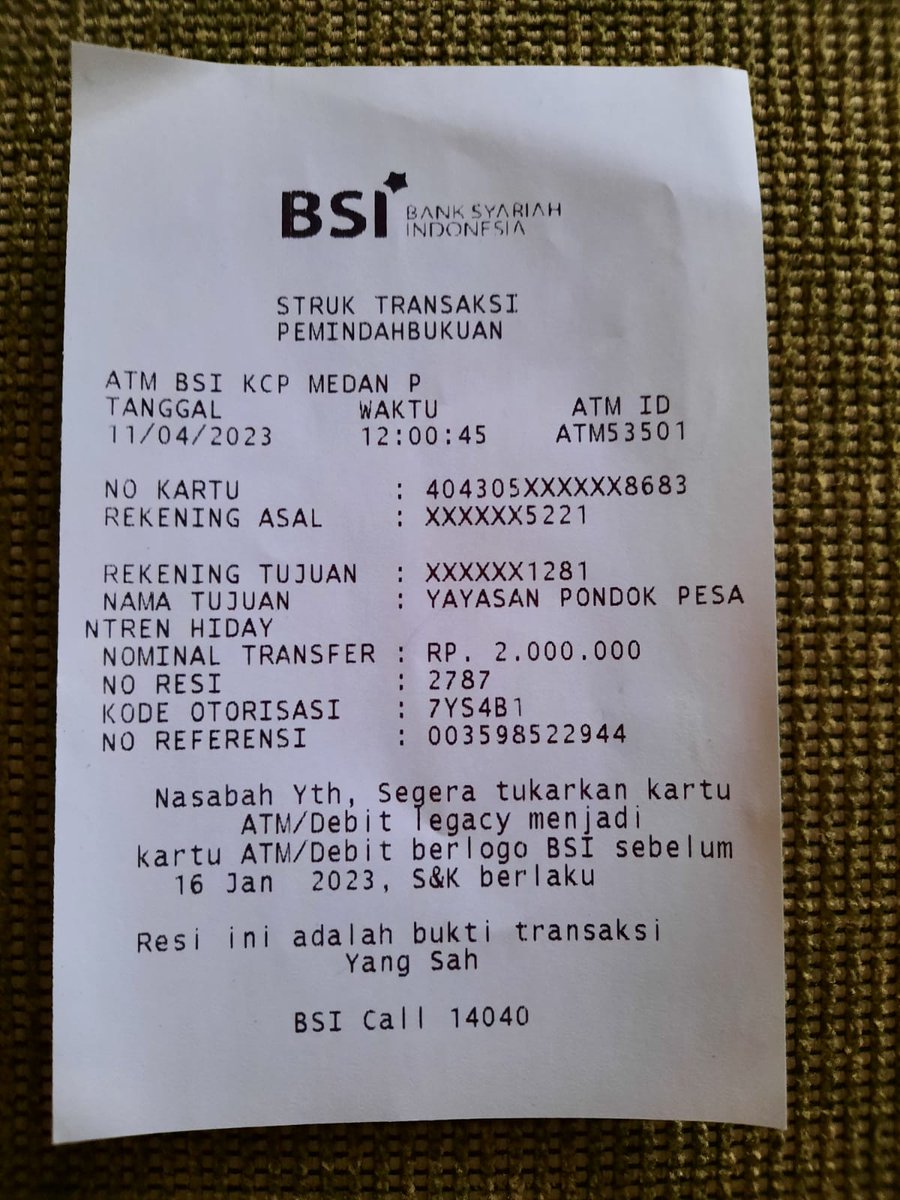 BSI BANK SYARIAH
INDONESIA
STRUK TRANSAKSI
PEMINDAHBUKUAN
ATM BSI KCP MEDAN P
TANGGAL WAKTU ATM ID
11/04/2023 12:00:45 ATM53501
NO KARTU : 404305XXXXXX8683
REKENING ASAL : XXXXXX5221
REKENING TUJUAN : XXXXXX1281
NAMA TUJUAN : YAYASAN PONDOK PESA
NTREN HIDAY
NOMINAL TRANSFER : RP. 2.000.000
NO RESI : 2787
KODE OTORISASI : 7YS4B1
NO REFERENSI : 003598522944
Nasabah Yth, Segera tukarkan kartu
ATM/Debit legacy menjadi
kartu ATM/Debit berlogo BSI sebelum
16 Jan 2023, S&K berlaku
Resi ini adalah bukti transaksi
Yang Sah
BSI Call 14040